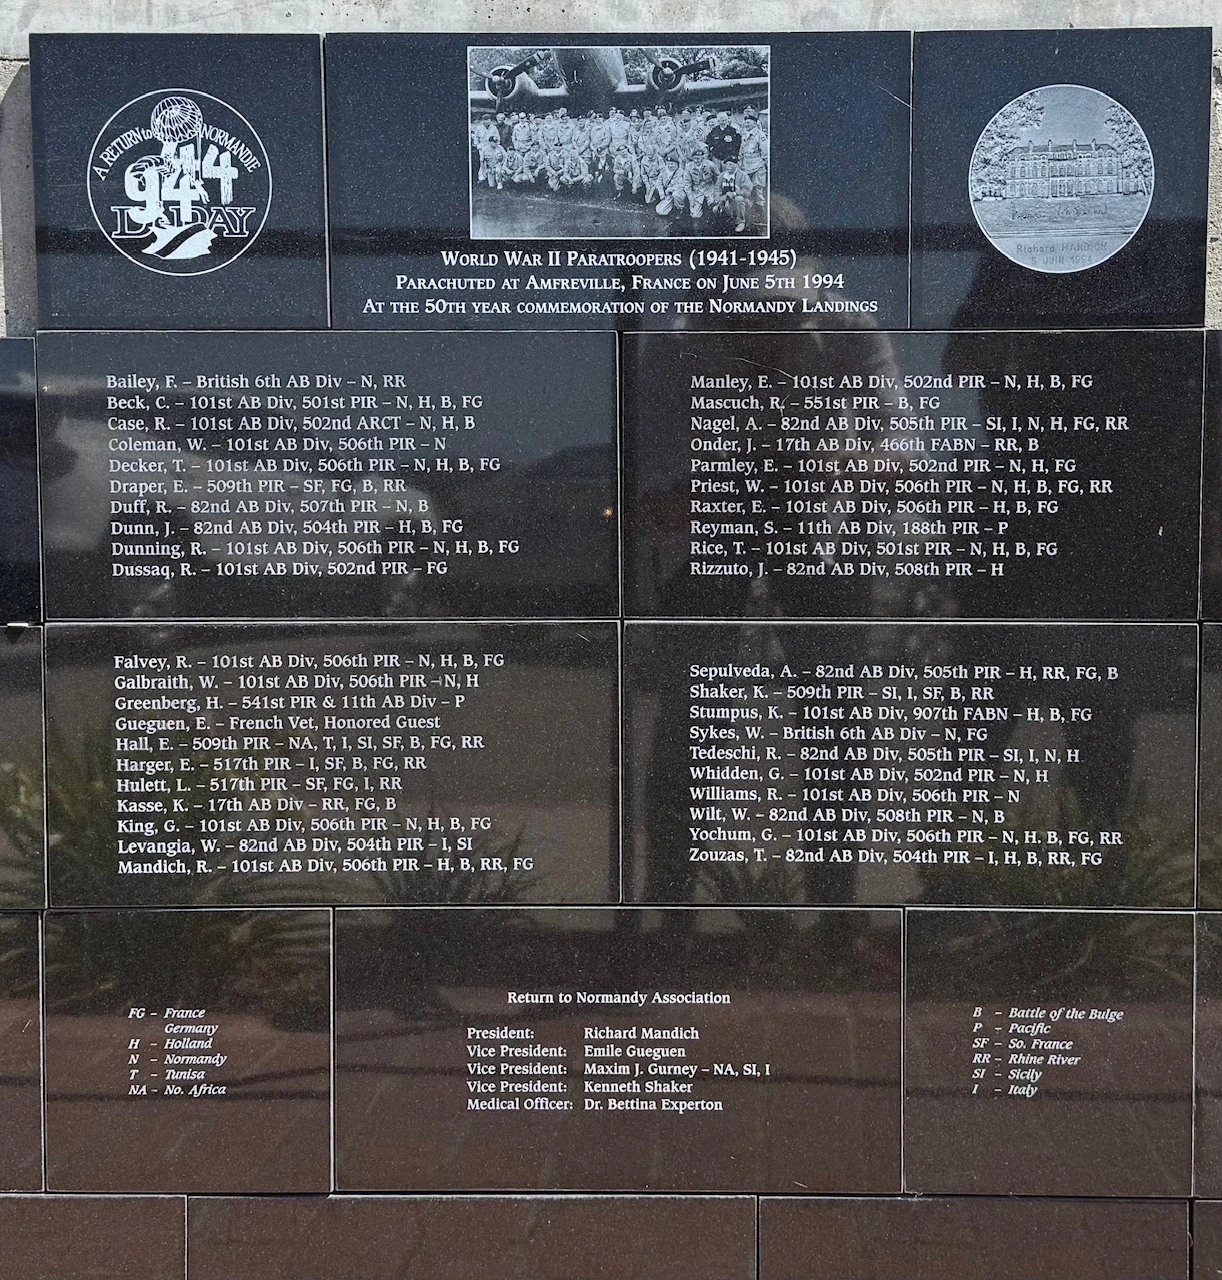 A RETURN to NORMANDIE
944
D-DAY
WORLD WAR II PARATROOPERS (1941-1945)
PARACHUTED AT AMFREVILLE, FRANCE ON JUNE 5TH 1994
AT THE 50TH YEAR COMMEMORATION OF THE NORMANDY LANDINGS
Richard MANDICH
5 JUIN 1994
Bailey, F. – British 6th AB Div – N, RR
Beck, C. – 101st AB Div, 501st PIR – N, H, B, FG
Case, R. – 101st AB Div, 502nd ARCT – N, H, B
Coleman, W. – 101st AB Div, 506th PIR – N
Decker, T. – 101st AB Div, 506th PIR – N, H, B, FG
Draper, E. – 509th PIR – SF, FG, B, RR
Duff, R. – 82nd AB Div, 507th PIR – N, B
Dunn, J. – 82nd AB Div, 504th PIR – H, B, FG
Dunning, R. – 101st AB Div, 506th PIR – N, H, B, FG
Dussaq, R. – 101st AB Div, 502nd PIR – FG
Manley, E. – 101st AB Div, 502nd PIR – N, H, B, FG
Mascuch, R. – 551st PIR – B, FG
Nagel, A. – 82nd AB Div, 505th PIR – SI, I, N, H, FG, RR
Onder, J. – 17th AB Div, 466th FABN – RR, B
Parmley, E. – 101st AB Div, 502nd PIR – N, H, FG
Priest, W. – 101st AB Div, 506th PIR – N, H, B, FG, RR
Raxter, E. – 101st AB Div, 506th PIR – H, B, FG
Reyman, S. – 11th AB Div, 188th PIR – P
Rice, T. – 101st AB Div, 501st PIR – N, H, B, FG
Rizzuto, J. – 82nd AB Div, 508th PIR – H
Falvey, R. – 101st AB Div, 506th PIR – N, H, B, FG
Galbraith, W. – 101st AB Div, 506th PIR – N, H
Greenberg, H. – 541st PIR & 11th AB Div – P
Gueguen, E. – French Vet, Honored Guest
Hall, E. – 509th PIR – NA, T, I, SI, SF, B, FG, RR
Harger, E. – 517th PIR – I, SF, B, FG, RR
Hulett, L. – 517th PIR – SF, FG, I, RR
Kasse, K. – 17th AB Div – RR, FG, B
King, G. – 101st AB Div, 506th PIR – N, H, B, FG
Levangia, W. – 82nd AB Div, 504th PIR – I, SI
Mandich, R. – 101st AB Div, 506th PIR – H, B, RR, FG
Sepulveda, A. – 82nd AB Div, 505th PIR – H, RR, FG, B
Shaker, K. – 509th PIR – SI, I, SF, B, RR
Stumpus, K. – 101st AB Div, 907th FABN – H, B, FG
Sykes, W. – British 6th AB Div – N, FG
Tedeschi, R. – 82nd AB Div, 505th PIR – SI, I, N, H
Whidden, G. – 101st AB Div, 502nd PIR – N, H
Williams, R. – 101st AB Div, 506th PIR – N
Wilt, W. – 82nd AB Div, 508th PIR – N, B
Yochum, G. – 101st AB Div, 506th PIR – N, H, B, FG, RR
Zouzas, T. – 82nd AB Div, 504th PIR – I, H, B, RR, FG
FG – France
Germany
H – Holland
N – Normandy
T – Tunisa
NA – No. Africa
Return to Normandy Association
President: Richard Mandich
Vice President: Emile Gueguen
Vice President: Maxim J. Gurney – NA, SI, I
Vice President: Kenneth Shaker
Medical Officer: Dr. Bettina Experton
B – Battle of the Bulge
P – Pacific
SF – So. France
RR – Rhine River
SI – Sicily
I – Italy